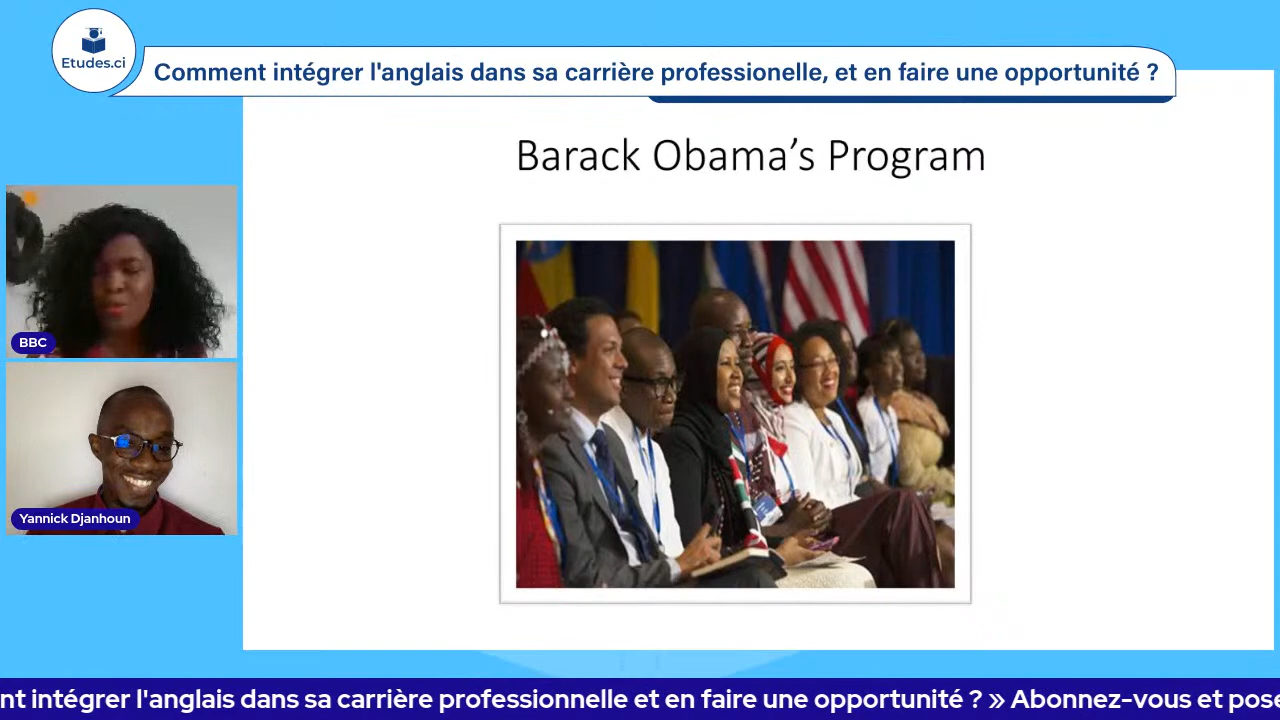 Etudes.ci
Comment intégrer l'anglais dans sa carrière professionelle, et en faire une opportunité ?
Barack Obama’s Program
BBC
Yannick Djanhoun
nt intégrer l'anglais dans sa carrière professionnelle et en faire une opportunité ? » Abonnez-vous et pose